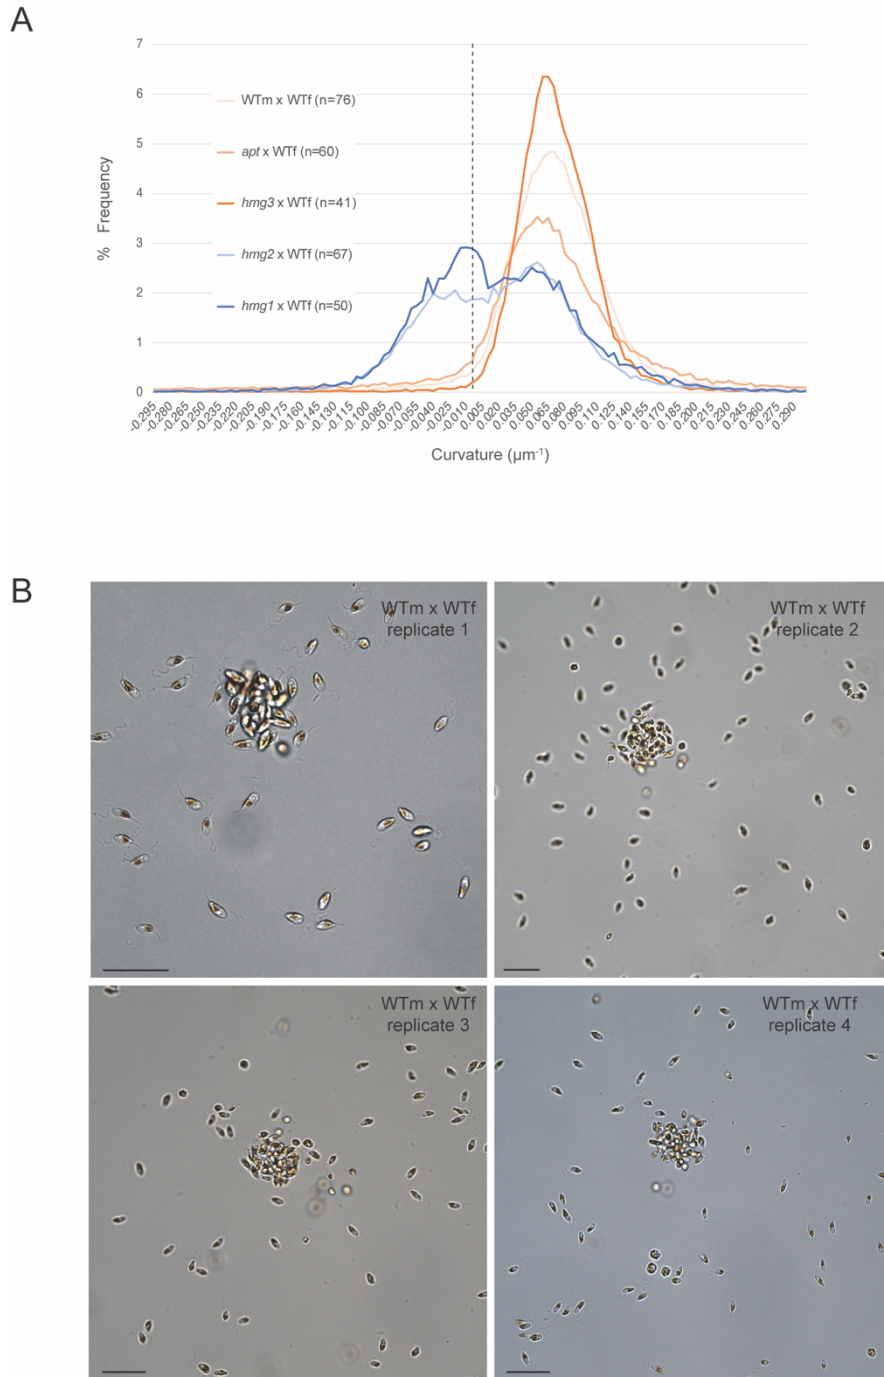 A
7
6
5
4
3
2
1
0
% Frequency
WTm x WTf (n=76)
apt x WTf (n=60)
hmg3 x WTf (n=41)
hmg2 x WTf (n=67)
hmg1 x WTf (n=50)
-0.295 -0.280 -0.265 -0.250 -0.235 -0.220 -0.205 -0.190 -0.175 -0.160 -0.145 -0.130 -0.115 -0.100 -0.085 -0.070 -0.055 -0.040 -0.025 -0.010 0.005 0.020 0.035 0.050 0.065 0.080 0.095 0.110 0.125 0.140 0.155 0.170 0.185 0.200 0.215 0.230 0.245 0.260 0.275 0.290
Curvature (µm⁻¹)
B
WTm x WTf
replicate 1
WTm x WTf
replicate 2
WTm x WTf
replicate 3
WTm x WTf
replicate 4